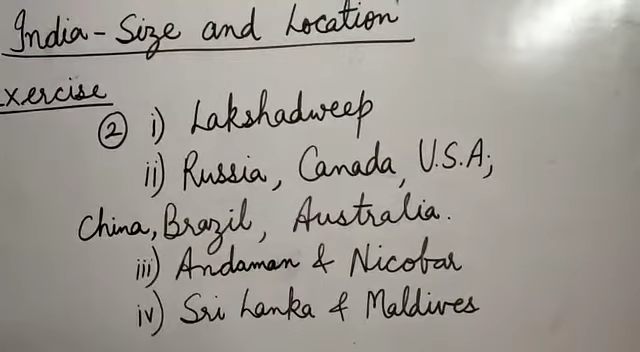 India - Size and Location
xercise
② i) Lakshadweep
ii) Russia, Canada, U.S.A;
China, Brazil, Australia.
iii) Andaman & Nicobar
iv) Sri Lanka & Maldives